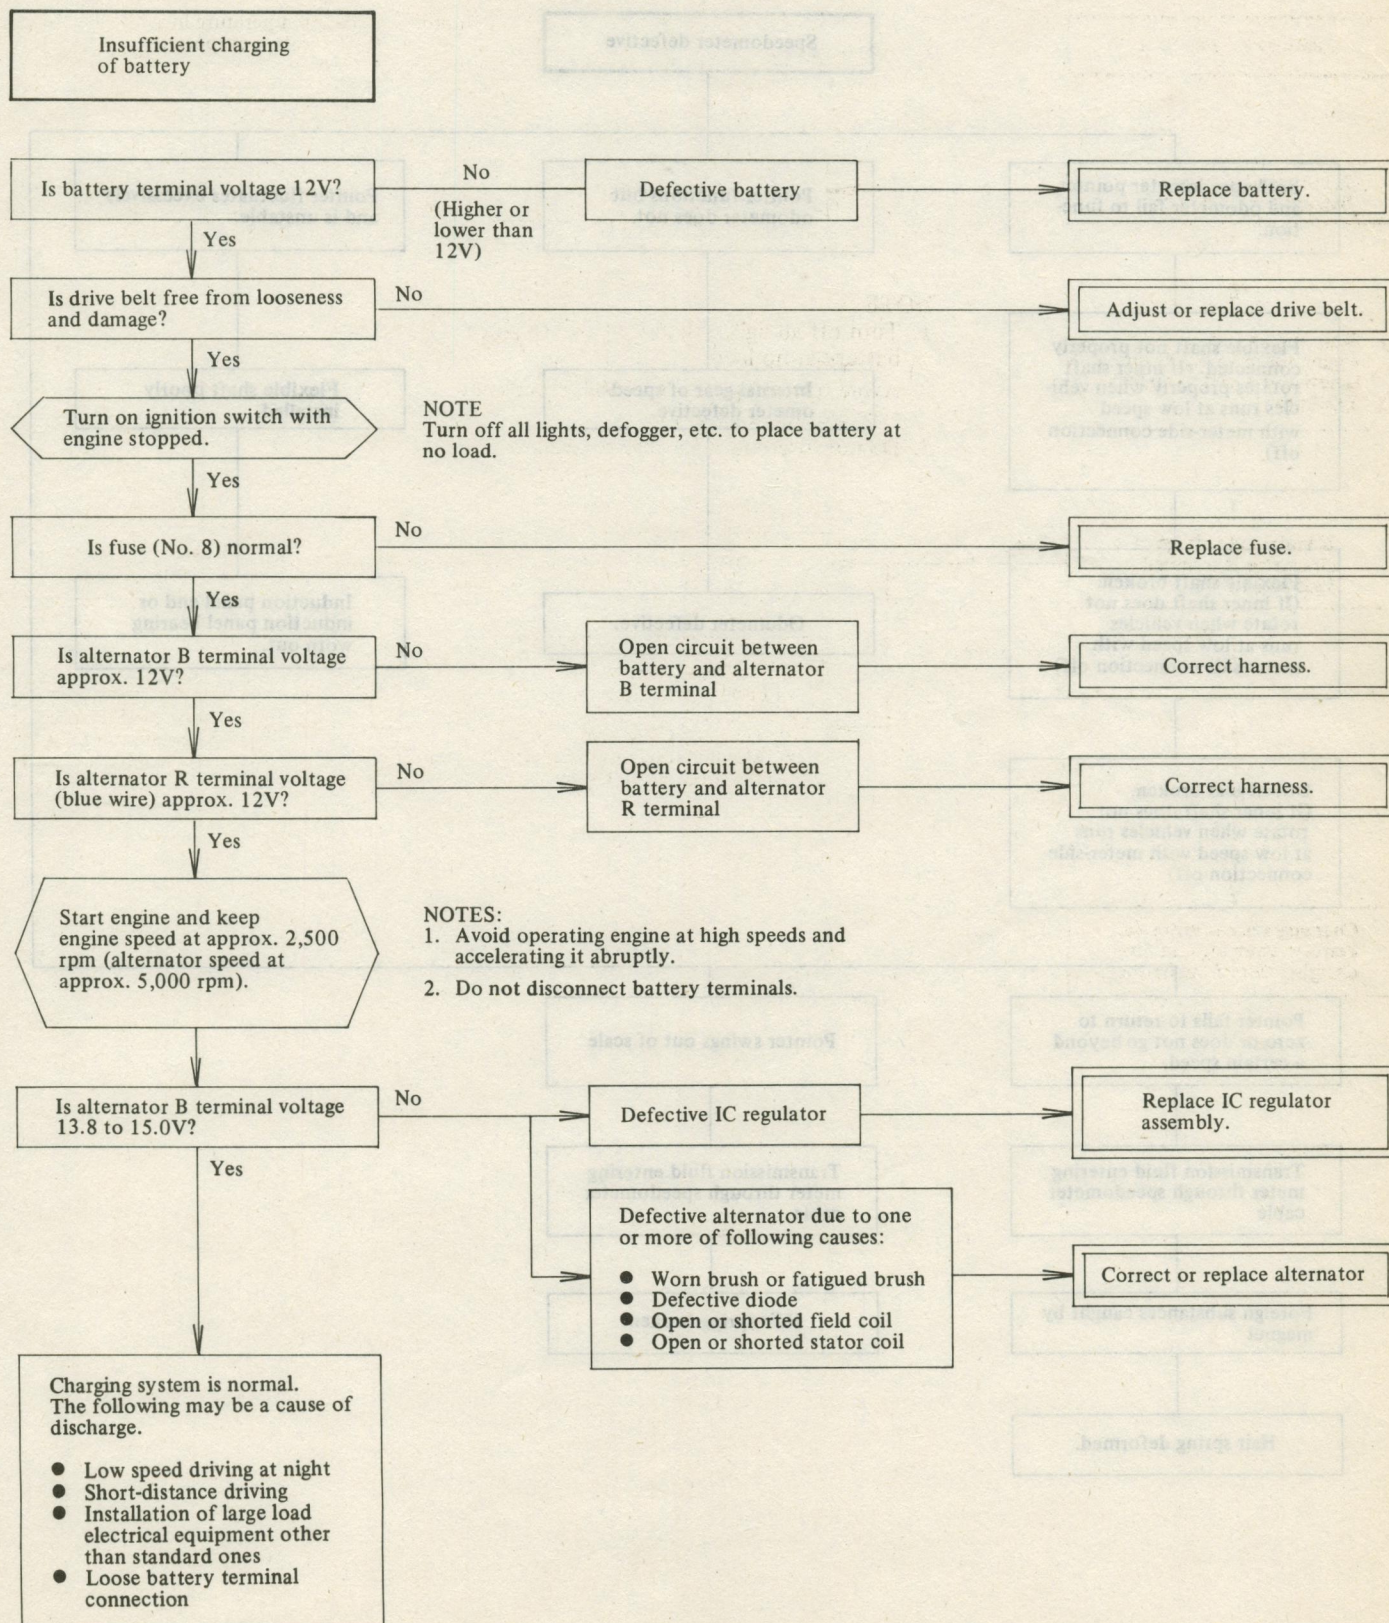 Insufficient charging
of battery
Is battery terminal voltage 12V?
No
(Higher or
lower than
12V)
Defective battery
Replace battery.
Yes
Is drive belt free from looseness
and damage?
No
Adjust or replace drive belt.
Yes
Turn on ignition switch with
engine stopped.
NOTE
Turn off all lights, defogger, etc. to place battery at
no load.
Yes
Is fuse (No. 8) normal?
No
Replace fuse.
Yes
Is alternator B terminal voltage
approx. 12V?
No
Open circuit between
battery and alternator
B terminal
Correct harness.
Yes
Is alternator R terminal voltage
(blue wire) approx. 12V?
No
Open circuit between
battery and alternator
R terminal
Correct harness.
Yes
Start engine and keep
engine speed at approx. 2,500
rpm (alternator speed at
approx. 5,000 rpm).
NOTES:
1. Avoid operating engine at high speeds and
accelerating it abruptly.
2. Do not disconnect battery terminals.
Is alternator B terminal voltage
13.8 to 15.0V?
No
Defective IC regulator
Replace IC regulator
assembly.
Yes
Defective alternator due to one
or more of following causes:
● Worn brush or fatigued brush
● Defective diode
● Open or shorted field coil
● Open or shorted stator coil
Correct or replace alternator
Charging system is normal.
The following may be a cause of
discharge.
● Low speed driving at night
● Short-distance driving
● Installation of large load
electrical equipment other
than standard ones
● Loose battery terminal
connection